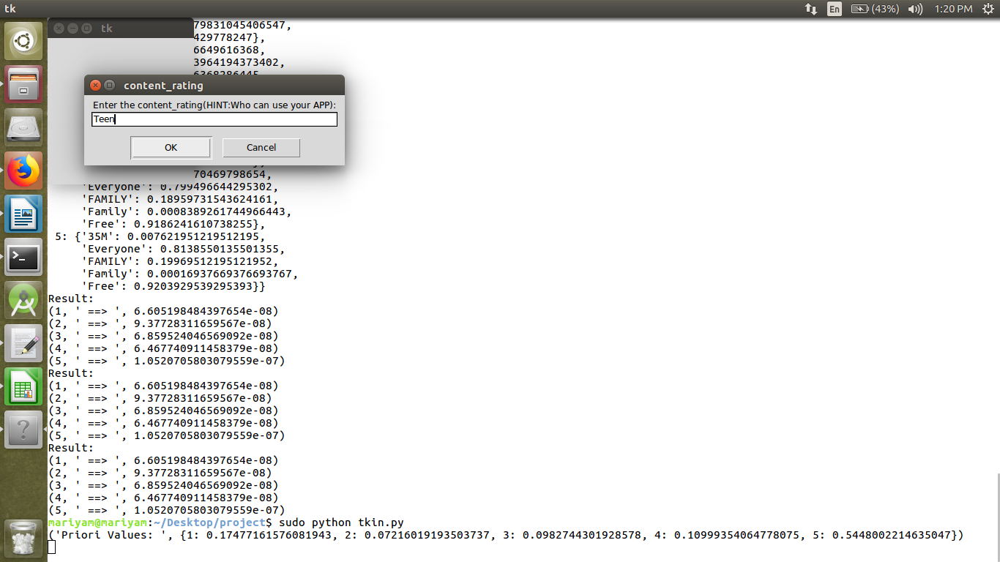 tk
En
(43%)
1:20 PM
tk
79831045406547,
429778247},
6649616368,
3964194373402,
content_rating
Enter the content_rating(HINT:Who can use your APP):
Teen
OK
Cancel
70469798654,
'Everyone': 0.799496644295302,
'FAMILY': 0.18959731543624161,
'Family': 0.0008389261744966443,
'Free': 0.9186241610738255},
5: {'35M': 0.007621951219512195,
'Everyone': 0.8138550135501355,
'FAMILY': 0.19969512195121952,
'Family': 0.00016937669376693767,
'Free': 0.9203929539295393}}
Result:
(1, ' ==> ', 6.605198484397654e-08)
(2, ' ==> ', 9.37728311659567e-08)
(3, ' ==> ', 6.859524046569092e-08)
(4, ' ==> ', 6.467740911458379e-08)
(5, ' ==> ', 1.0520705803079559e-07)
Result:
(1, ' ==> ', 6.605198484397654e-08)
(2, ' ==> ', 9.37728311659567e-08)
(3, ' ==> ', 6.859524046569092e-08)
(4, ' ==> ', 6.467740911458379e-08)
(5, ' ==> ', 1.0520705803079559e-07)
Result:
(1, ' ==> ', 6.605198484397654e-08)
(2, ' ==> ', 9.37728311659567e-08)
(3, ' ==> ', 6.859524046569092e-08)
(4, ' ==> ', 6.467740911458379e-08)
(5, ' ==> ', 1.0520705803079559e-07)
mariyam@mariyam:~/Desktop/project$ sudo python tkin.py
('Priori Values: ', {1: 0.17477161576081943, 2: 0.07216019193503737, 3: 0.0982744301928578, 4: 0.10999354064778075, 5: 0.5448002214635047})